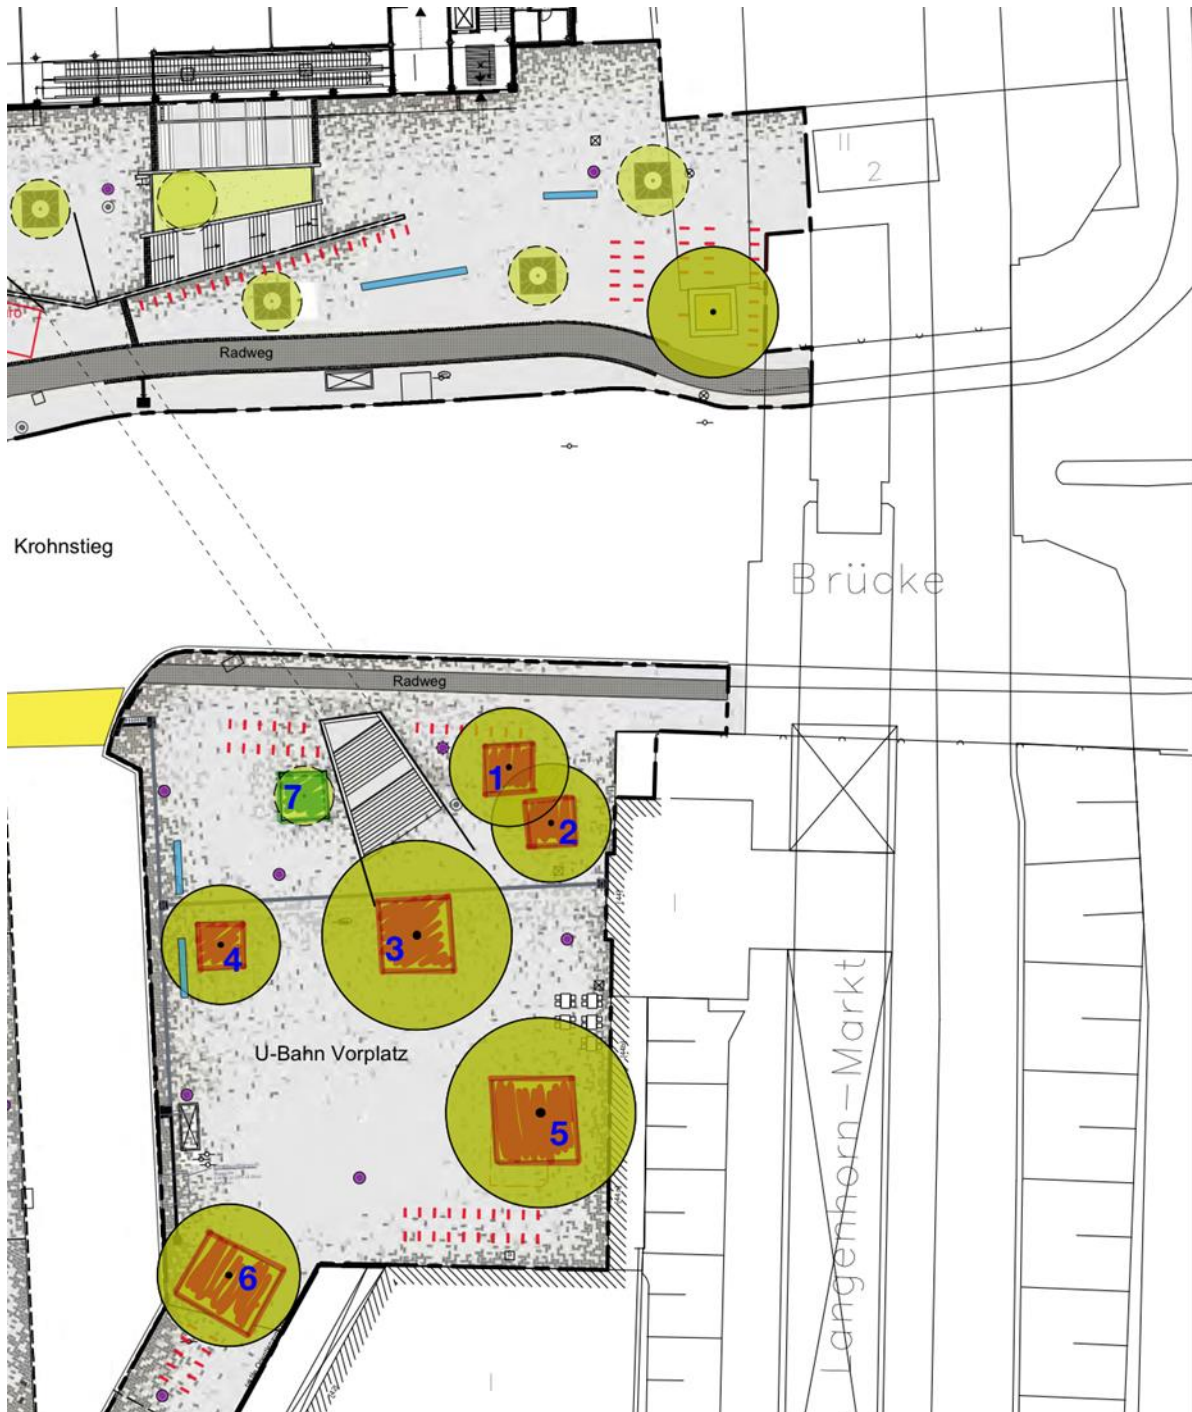 II
2
Radweg
Krohnstieg
Brücke
Radweg
1
7
2
3
4
U-Bahn Vorplatz
5
6
Langenhorn-Markt